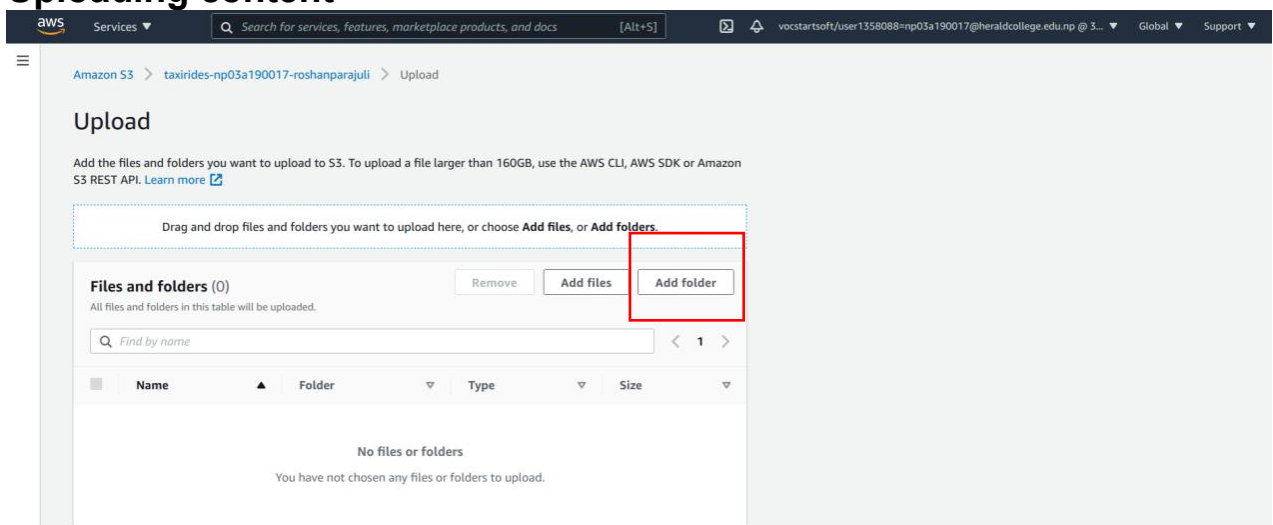 Uploading content
aws Services ▼ Search for services, features, marketplace products, and docs [Alt+S] vocstartsoft/user1358088=np03a190017@heraldcollege.edu.np @ 3... ▼ Global ▼ Support ▼
Amazon S3 > taxirides-np03a190017-roshanparajuli > Upload
Upload
Add the files and folders you want to upload to S3. To upload a file larger than 160GB, use the AWS CLI, AWS SDK or Amazon
S3 REST API. Learn more
Drag and drop files and folders you want to upload here, or choose Add files, or Add folders.
Files and folders (0) Remove Add files Add folder
All files and folders in this table will be uploaded.
Find by name < 1 >
Name Folder Type Size
No files or folders
You have not chosen any files or folders to upload.